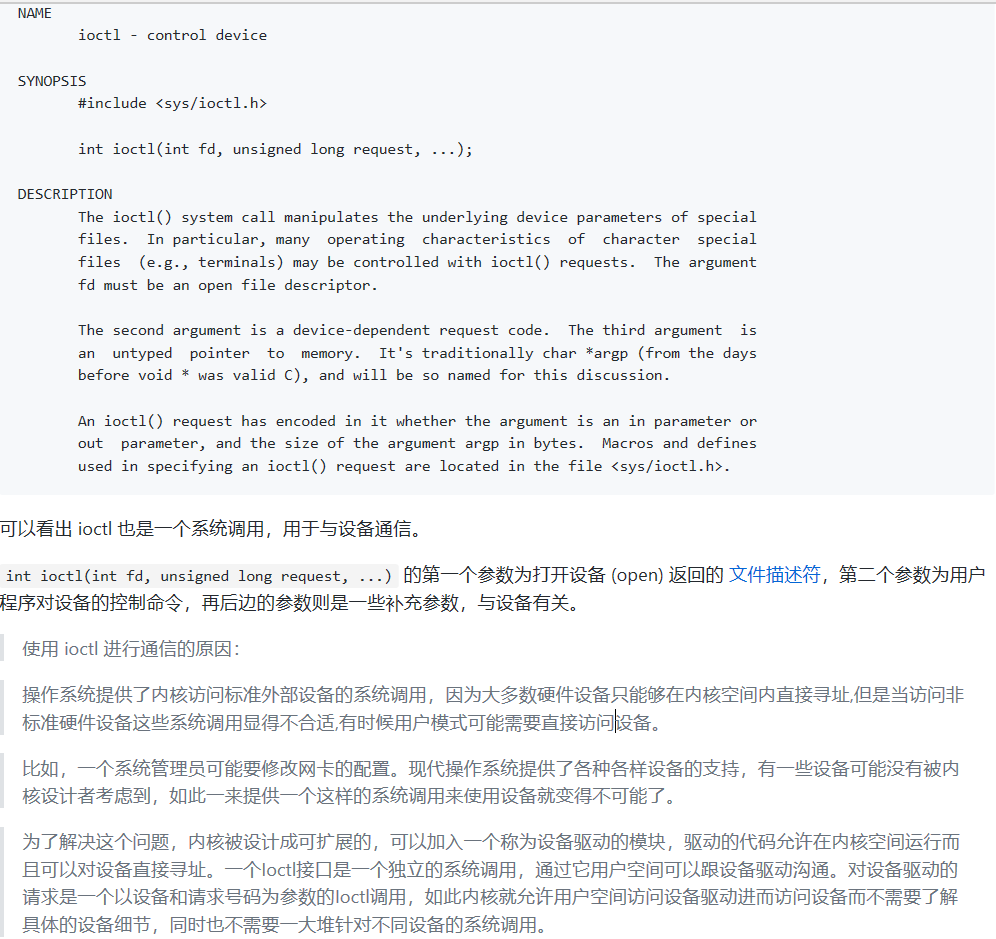 NAME
ioctl - control device
SYNOPSIS
#include <sys/ioctl.h>
int ioctl(int fd, unsigned long request, ...);
DESCRIPTION
The ioctl() system call manipulates the underlying device parameters of special
files. In particular, many operating characteristics of character special
files (e.g., terminals) may be controlled with ioctl() requests. The argument
fd must be an open file descriptor.
The second argument is a device-dependent request code. The third argument is
an untyped pointer to memory. It's traditionally char *argp (from the days
before void * was valid C), and will be so named for this discussion.
An ioctl() request has encoded in it whether the argument is an in parameter or
out parameter, and the size of the argument argp in bytes. Macros and defines
used in specifying an ioctl() request are located in the file <sys/ioctl.h>.
可以看出 ioctl 也是一个系统调用，用于与设备通信。
int ioctl(int fd, unsigned long request, ...) 的第一个参数为打开设备 (open) 返回的 文件描述符，第二个参数为用户
程序对设备的控制命令，再后边的参数则是一些补充参数，与设备有关。
使用 ioctl 进行通信的原因：
操作系统提供了内核访问标准外部设备的系统调用，因为大多数硬件设备只能够在内核空间内直接寻址,但是当访问非
标准硬件设备这些系统调用显得不合适,有时候用户模式可能需要直接访问设备。
比如，一个系统管理员可能要修改网卡的配置。现代操作系统提供了各种各样设备的支持，有一些设备可能没有被内
核设计者考虑到，如此一来提供一个这样的系统调用来使用设备就变得不可能了。
为了解决这个问题，内核被设计成可扩展的，可以加入一个称为设备驱动的模块，驱动的代码允许在内核空间运行而
且可以对设备直接寻址。一个Ioctl接口是一个独立的系统调用，通过它用户空间可以跟设备驱动沟通。对设备驱动的
请求是一个以设备和请求号码为参数的Ioctl调用，如此内核就允许用户空间访问设备驱动进而访问设备而不需要了解
具体的设备细节，同时也不需要一大堆针对不同设备的系统调用。